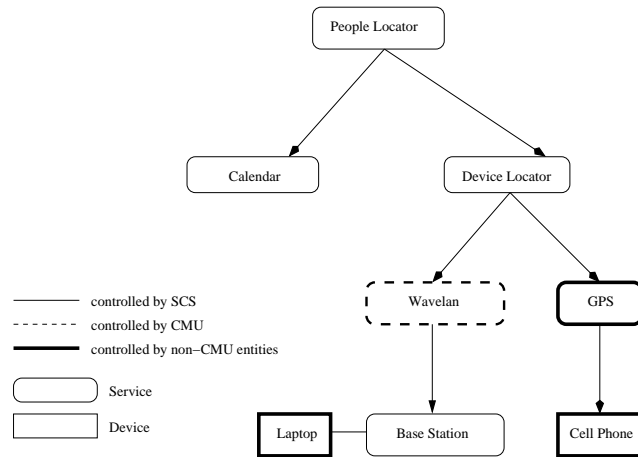 People Locator
Calendar
Device Locator
controlled by SCS
Wavelan
GPS
controlled by CMU
controlled by non−CMU entities
Service
Device
Laptop
Base Station
Cell Phone